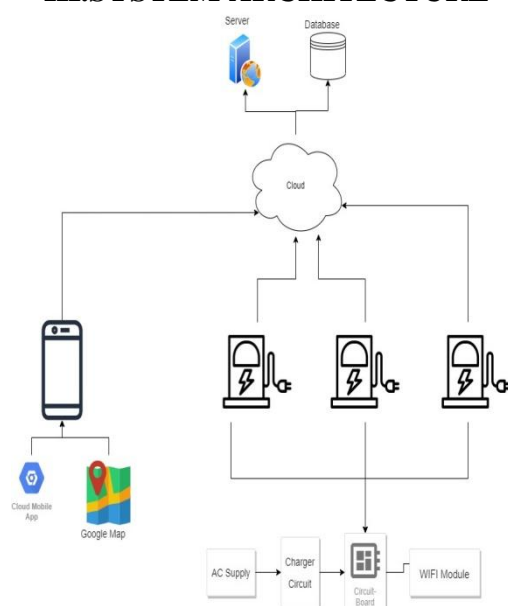 Server
Database
Cloud
Cloud Mobile
App
Google Map
AC Supply
Charger
Circuit
Circuit-
Board
WIFI Module